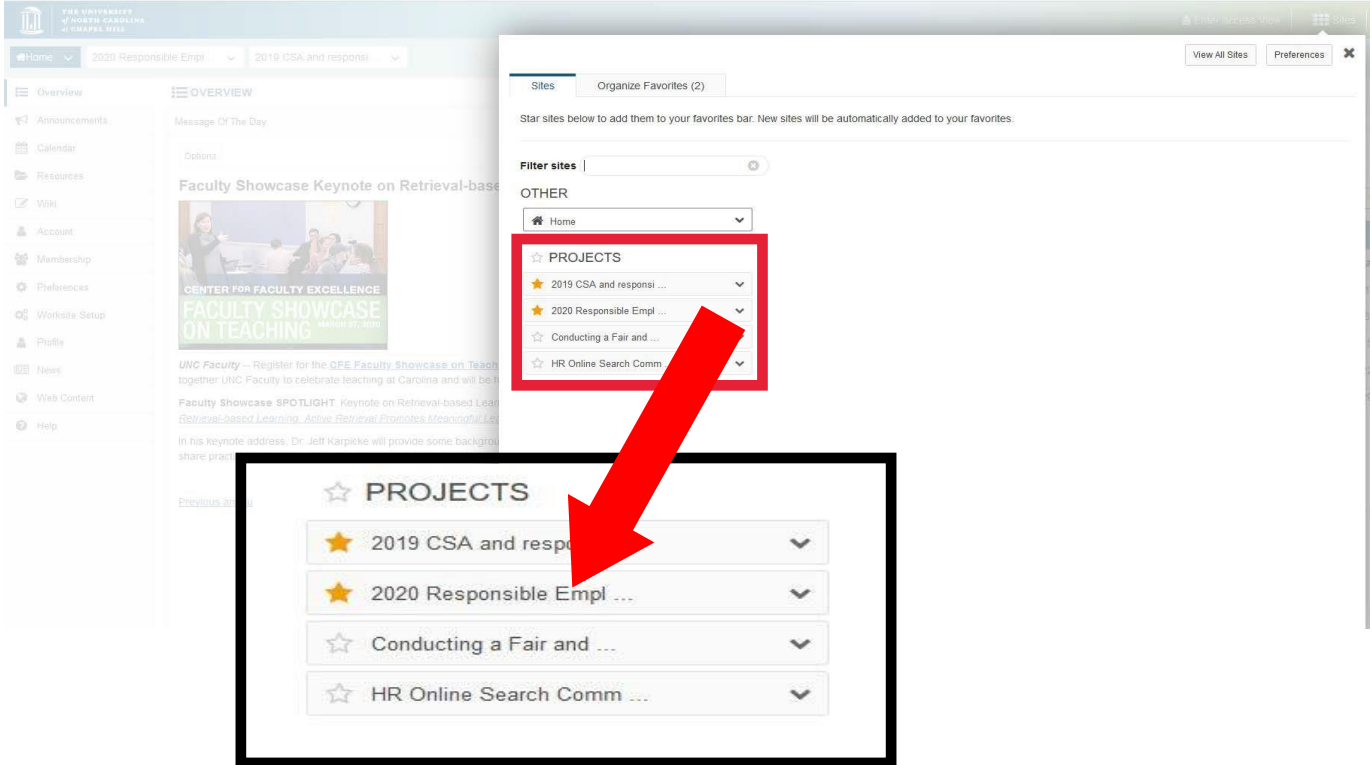 THE UNIVERSITY
of NORTH CAROLINA
at CHAPEL HILL
Enter Access View
Sites
Home
2020 Responsible Empl...
2019 CSA and responsi...
View All Sites
Preferences
Overview
Announcements
Calendar
Resources
Wiki
Account
Membership
Preferences
Worksite Setup
Profile
News
Web Content
Help
OVERVIEW
Message Of The Day
Options
Faculty Showcase Keynote on Retrieval-base
CENTER FOR FACULTY EXCELLENCE
FACULTY SHOWCASE
ON TEACHING MARCH 27, 2020
UNC Faculty – Register for the CFE Faculty Showcase on Teach
together UNC Faculty to celebrate teaching at Carolina and will be
Faculty Showcase SPOTLIGHT: Keynote on Retrieval-based Lear
Retrieval-based Learning: Active Retrieval Promotes Meaningful Le
In his keynote address, Dr. Jeff Karpicke will provide some backgrou
share
Previous
Sites
Organize Favorites (2)
Star sites below to add them to your favorites bar. New sites will be automatically added to your favorites.
Filter sites
OTHER
Home
PROJECTS
2019 CSA and responsi ...
2020 Responsible Empl ...
Conducting a Fair and ...
HR Online Search Comm
PROJECTS
2019 CSA and respo
2020 Responsible Empl ...
Conducting a Fair and ...
HR Online Search Comm ...